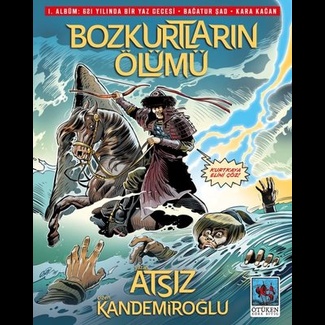 1. ALBÜM: 621 YILINDA BİR YAZ GECESİ • BAĞATUR ŞAD • KARA KAĞAN
BOZKURTLARIN
ÖLÜMÜ
KURTKAYA
ELİNİ ÇÖZ!
ATSIZ
KANDEMİROĞLU
ÖTÜKEN